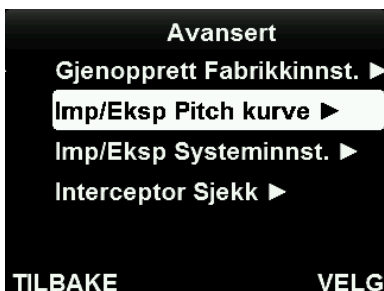 Avansert
Gjenopprett Fabrikkinnst. ►
Imp/Eksp Pitch kurve ►
Imp/Eksp Systeminnst. ►
Interceptor Sjekk ►
TILBAKE VELG